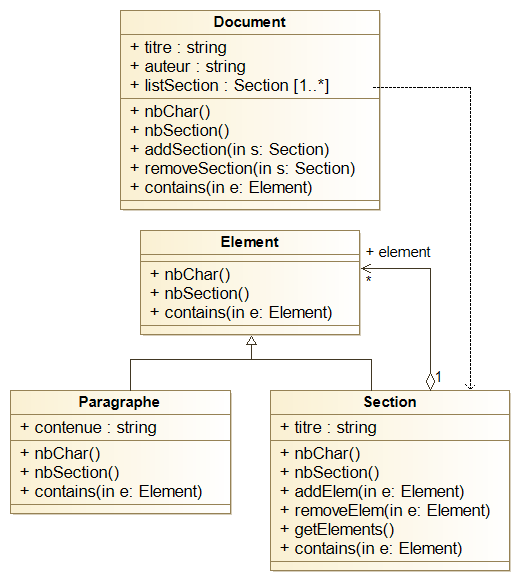 Document
+ titre : string
+ auteur : string
+ listSection : Section [1..*]
+ nbChar()
+ nbSection()
+ addSection(in s: Section)
+ removeSection(in s: Section)
+ contains(in e: Element)
Element
+ nbChar()
+ nbSection()
+ contains(in e: Element)
+ element
*
1
Paragraphe
+ contenue : string
+ nbChar()
+ nbSection()
+ contains(in e: Element)
Section
+ titre : string
+ nbChar()
+ nbSection()
+ addElem(in e: Element)
+ removeElem(in e: Element)
+ getElements()
+ contains(in e: Element)